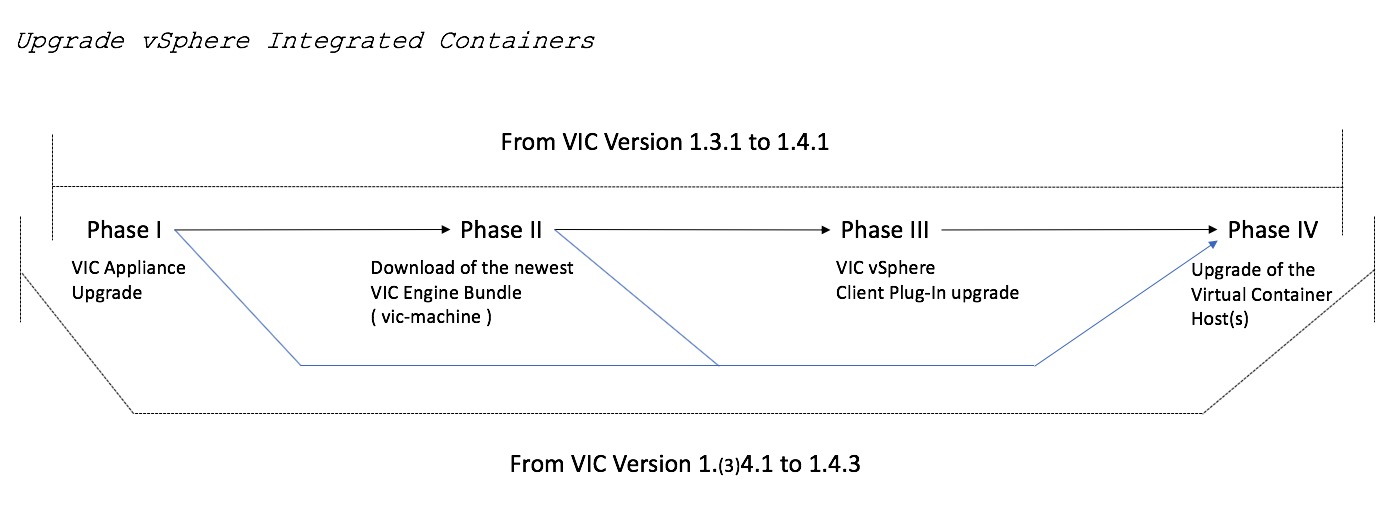 Upgrade vSphere Integrated Containers
From VIC Version 1.3.1 to 1.4.1
Phase I
VIC Appliance
Upgrade
Phase II
Download of the newest
VIC Engine Bundle
( vic-machine )
Phase III
VIC vSphere
Client Plug-In upgrade
Phase IV
Upgrade of the
Virtual Container
Host(s)
From VIC Version 1.(3)4.1 to 1.4.3